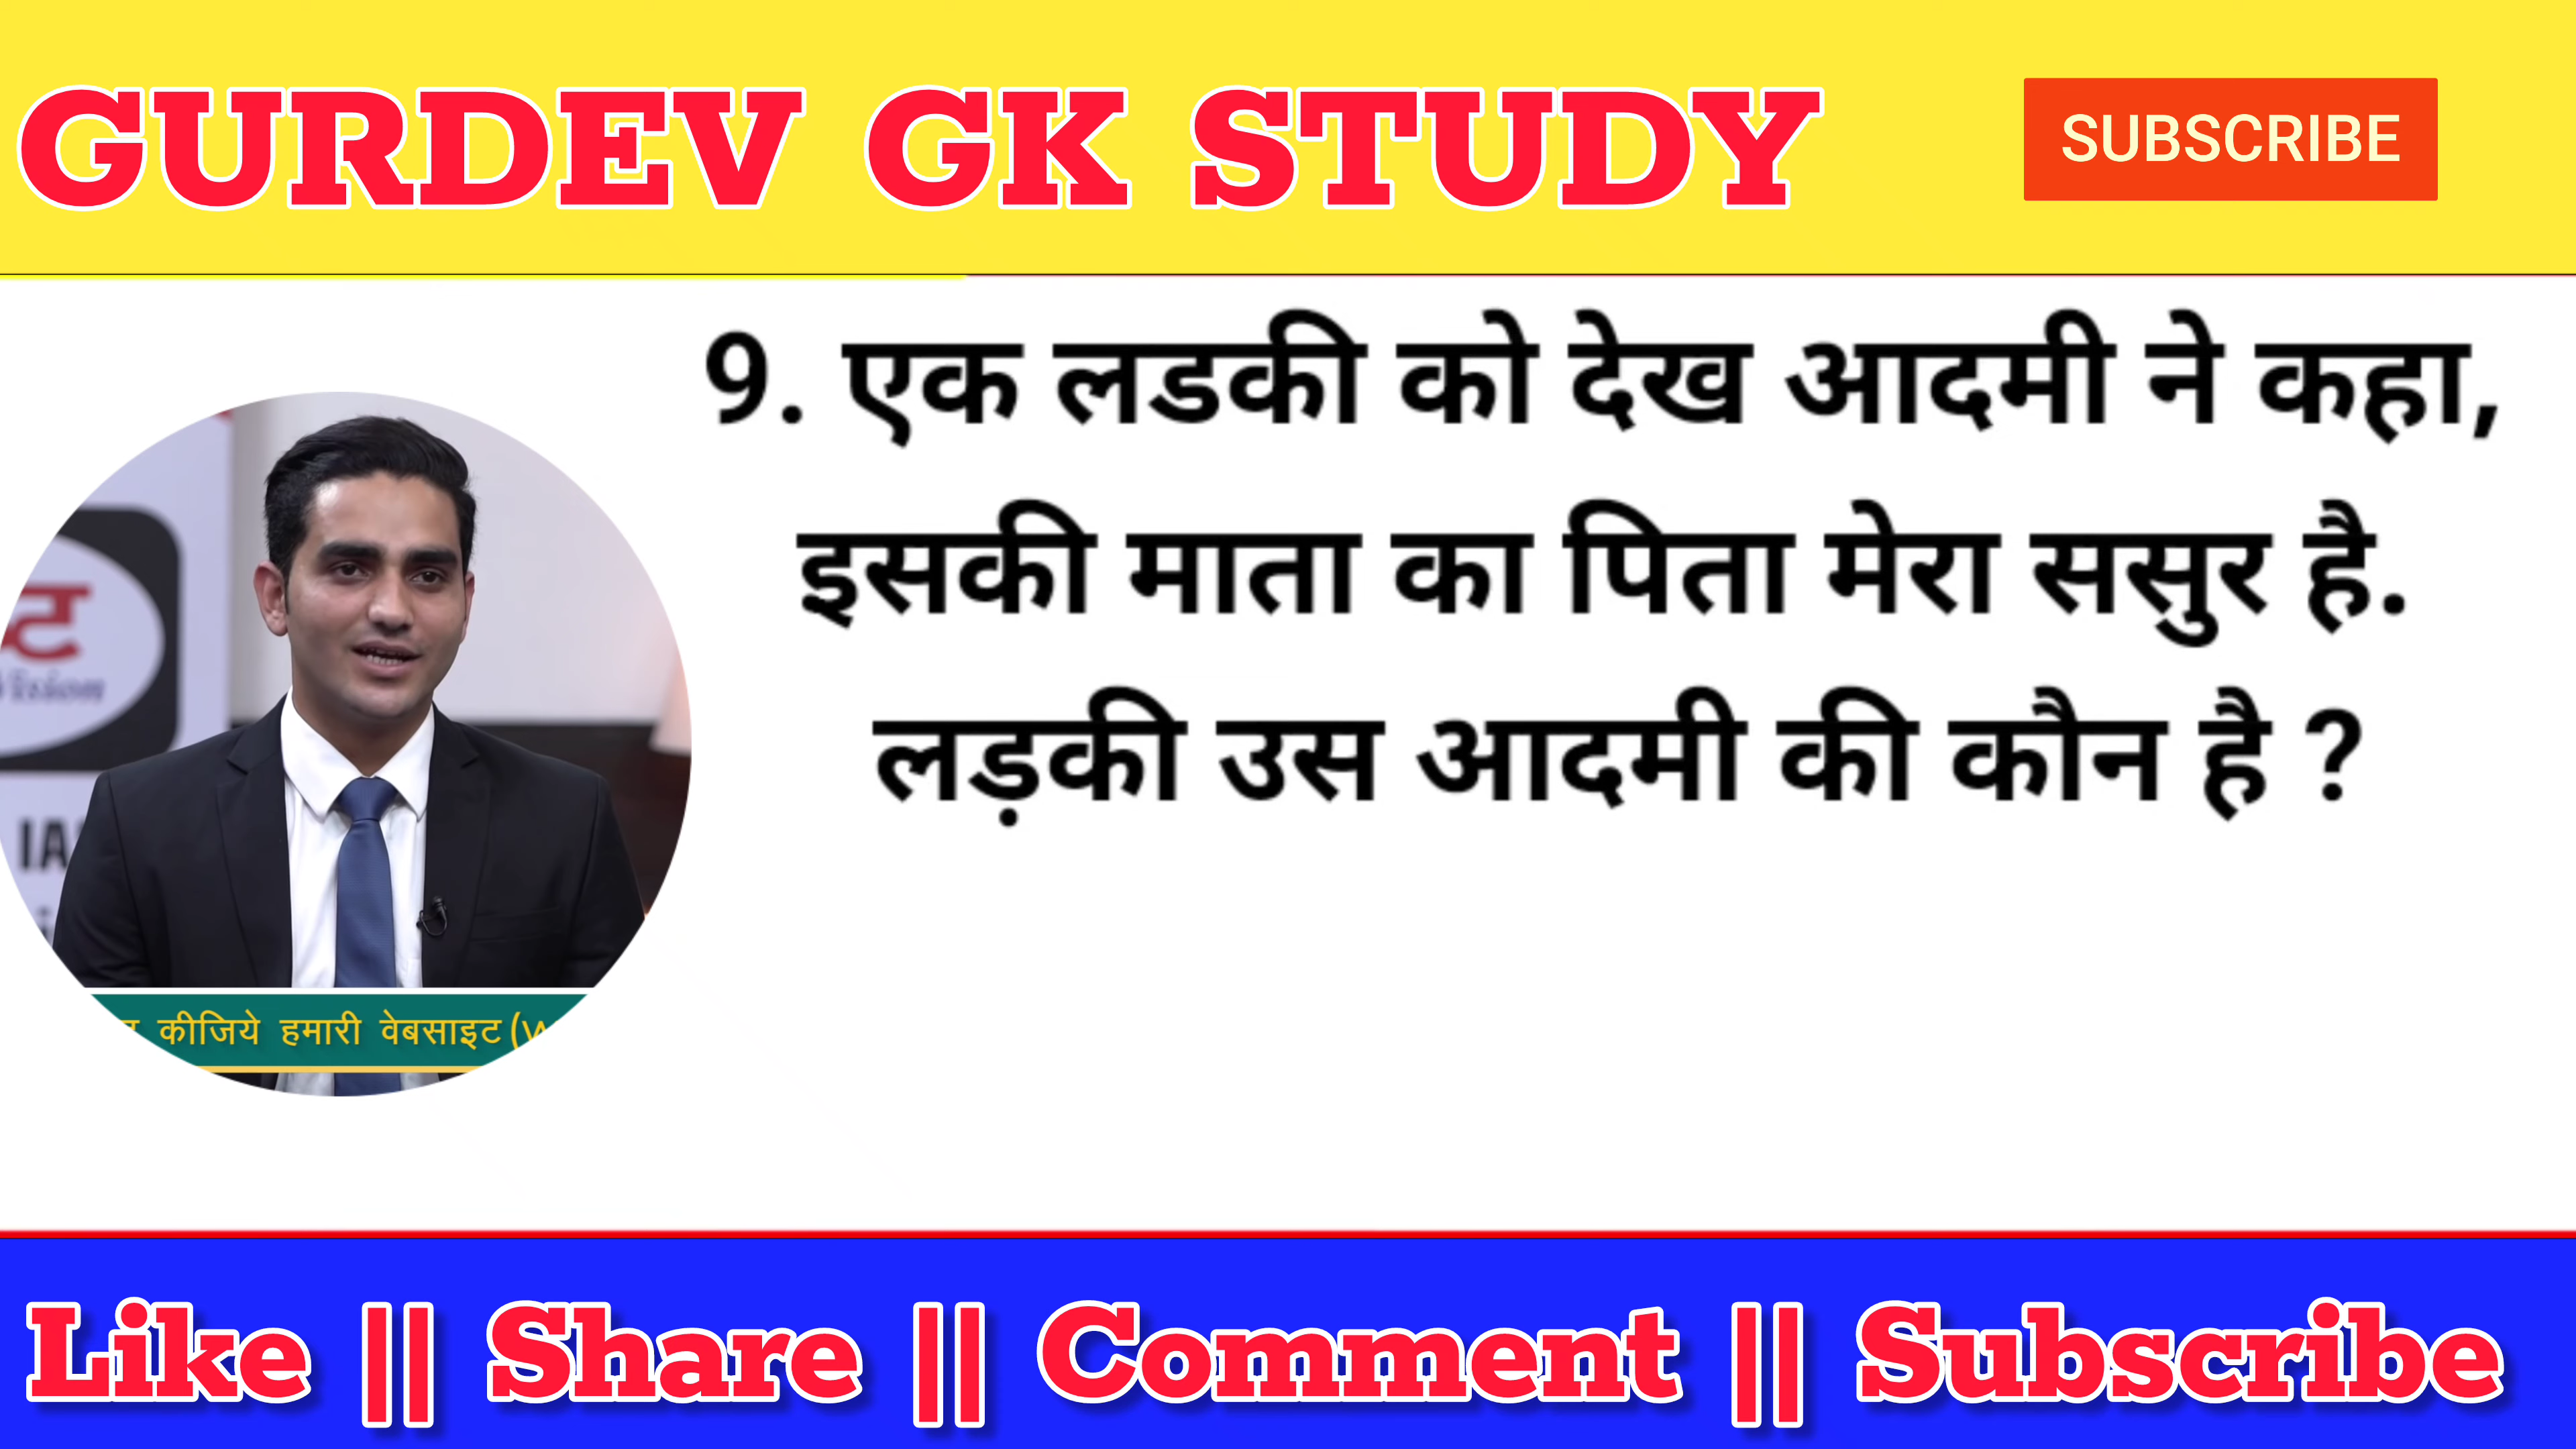 GURDEV GK STUDY
SUBSCRIBE
9. एक लडकी को देख आदमी ने कहा,
इसकी माता का पिता मेरा ससुर है.
लड़की उस आदमी की कौन है ?
IA
कीजिये हमारी वेबसाइट (w
Like || Share || Comment || Subscribe